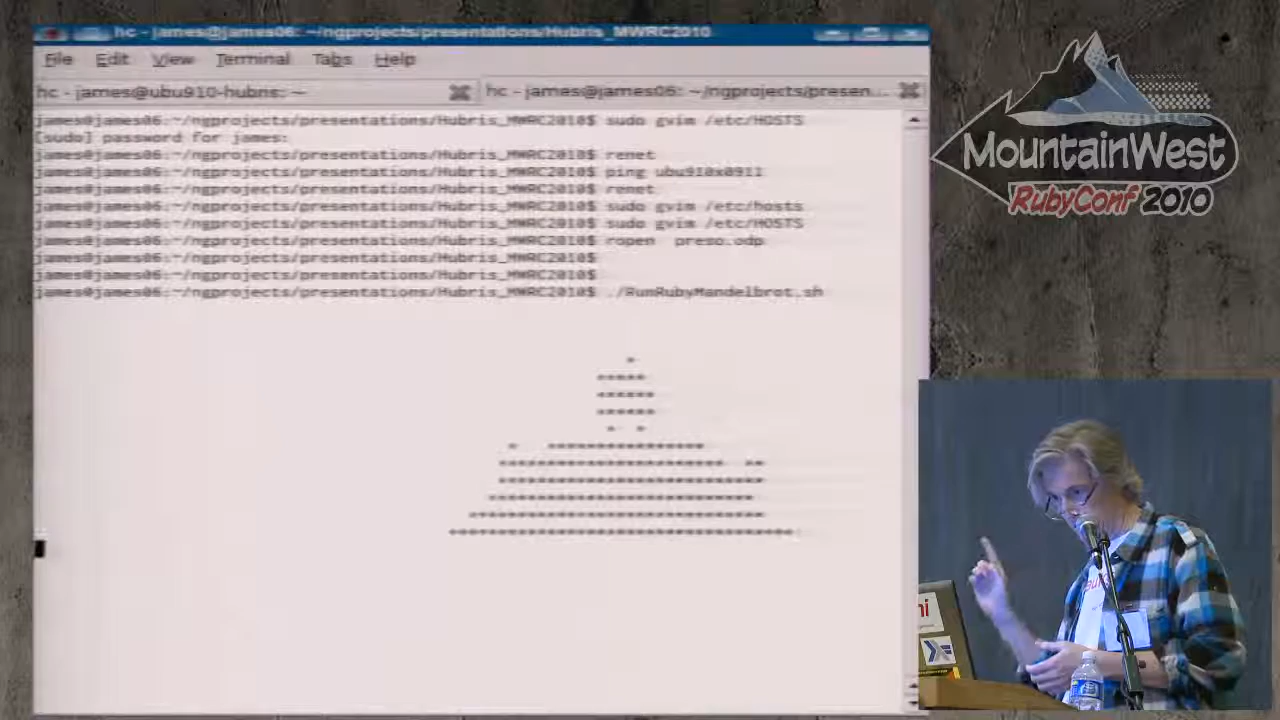 hc - james@james06: ~/ngprojects/presentations/Hubris_MWRC2010
File Edit View Terminal Tabs Help
hc - james@ubu910-hubris: ~
hc - james@james06: ~/ngprojects/presen...
james@james06:~/ngprojects/presentations/Hubris_MWRC2010$ sudo gvim /etc/HOSTS
[sudo] password for james:
james@james06:~/ngprojects/presentations/Hubris_MWRC2010$ renet
james@james06:~/ngprojects/presentations/Hubris_MWRC2010$ ping ubu910x0911
james@james06:~/ngprojects/presentations/Hubris_MWRC2010$ renet
james@james06:~/ngprojects/presentations/Hubris_MWRC2010$ sudo gvim /etc/hosts
james@james06:~/ngprojects/presentations/Hubris_MWRC2010$ sudo gvim /etc/HOSTS
james@james06:~/ngprojects/presentations/Hubris_MWRC2010$ ropen preso.odp
james@james06:~/ngprojects/presentations/Hubris_MWRC2010$
james@james06:~/ngprojects/presentations/Hubris_MWRC2010$
james@james06:~/ngprojects/presentations/Hubris_MWRC2010$ ./RunRubyMandelbrot.sh
MountainWest
RubyConf 2010